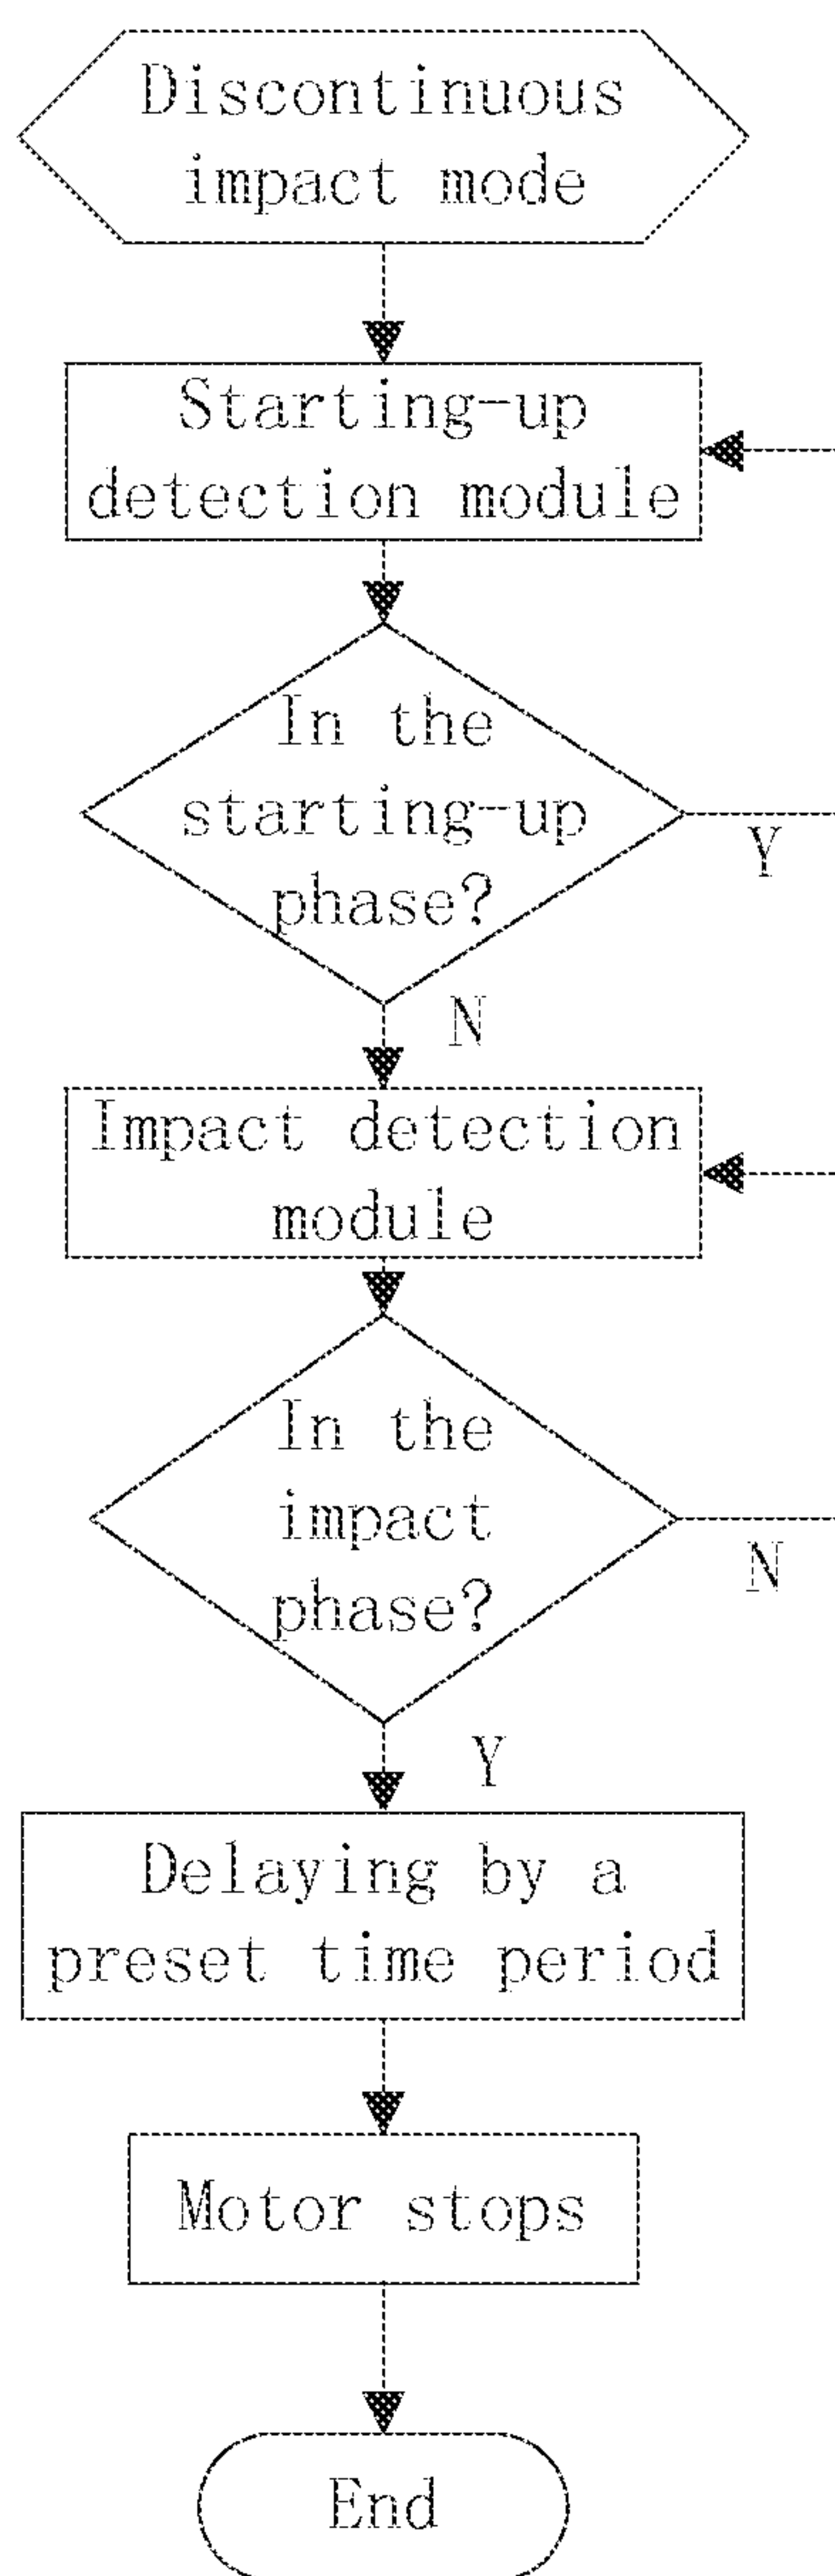 Discontinuous
impact mode
Starting-up
detection module
In the
starting-up
phase?
Y
N
Impact detection
module
In the
impact
phase?
N
Y
Delaying by a
preset time period
Motor stops
End